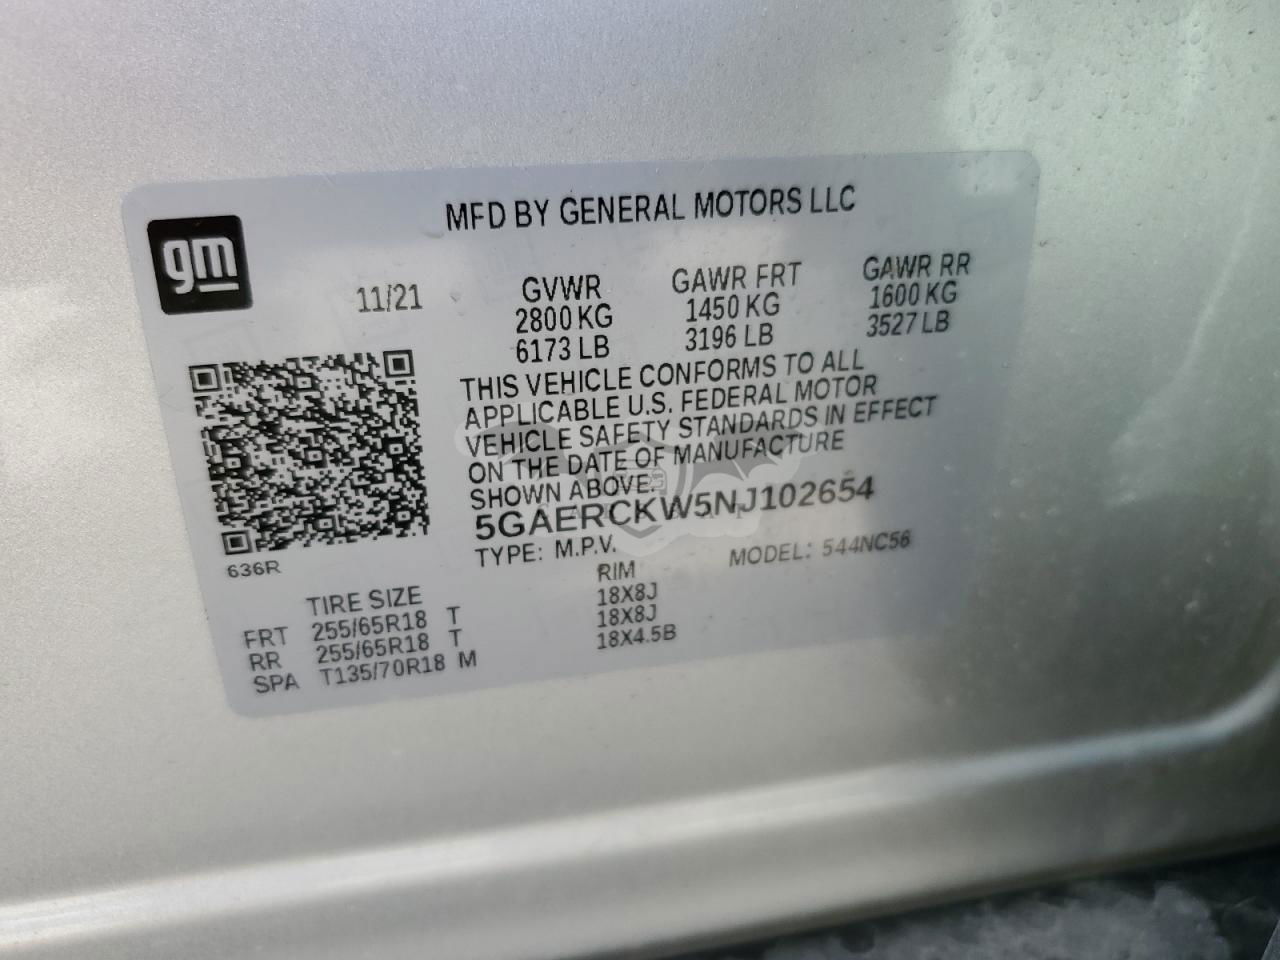 MFD BY GENERAL MOTORS LLC
gm
11/21 GVWR GAWR FRT GAWR RR
2800 KG 1450 KG 1600 KG
6173 LB 3196 LB 3527 LB
THIS VEHICLE CONFORMS TO ALL
APPLICABLE U.S. FEDERAL MOTOR
VEHICLE SAFETY STANDARDS IN EFFECT
ON THE DATE OF MANUFACTURE
SHOWN ABOVE.
5GAERCKW5NJ102654
TYPE: M.P.V. MODEL: 544NC56
636R
TIRE SIZE RIM
FRT 255/65R18 T 18X8J
RR 255/65R18 T 18X8J
SPA T135/70R18 M 18X4.5B